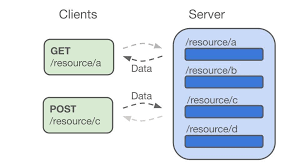 Clients
Server
GET
/resource/a
Data
POST
/resource/c
Data
/resource/a
/resource/b
/resource/c
/resource/d